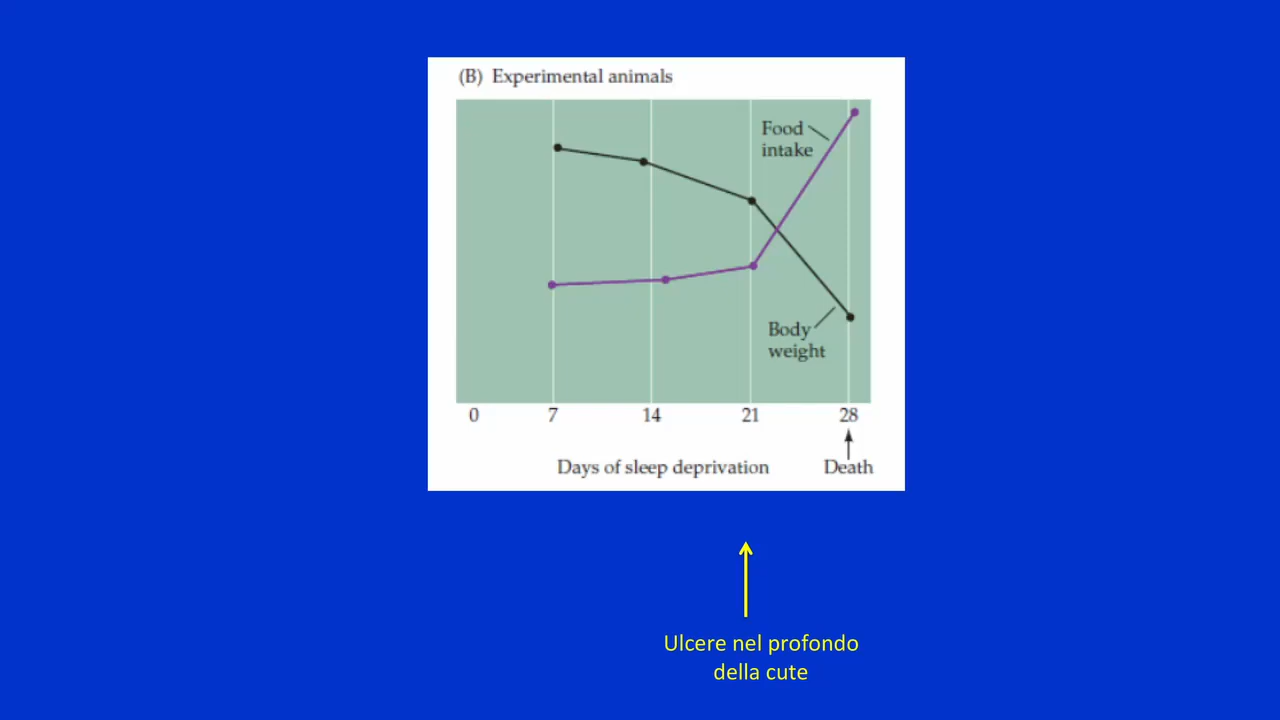 (B) Experimental animals
Food
intake
Body
weight
0 7 14 21 28
Days of sleep deprivation Death
Ulcere nel profondo
della cute